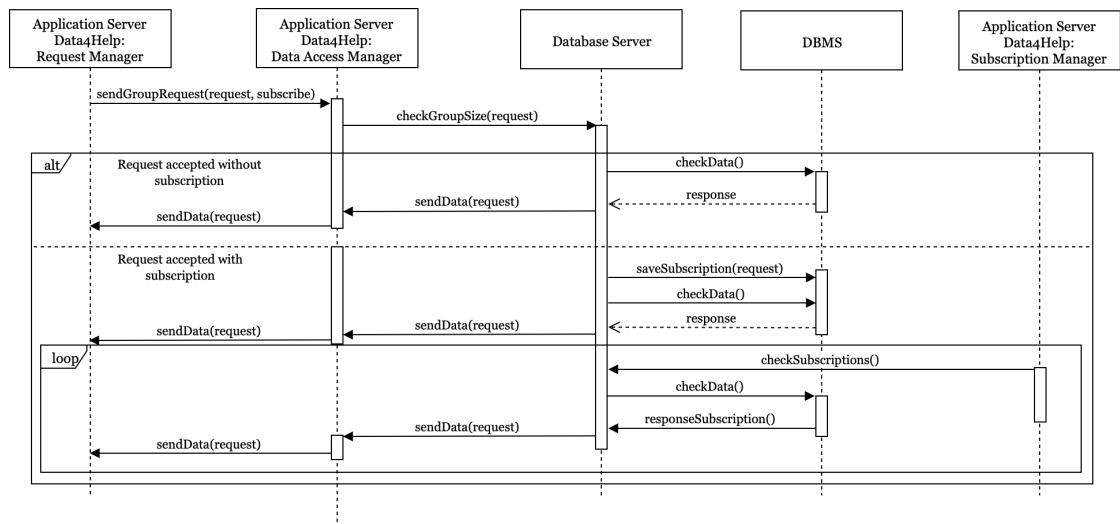 Application Server
Data4Help:
Request Manager
Application Server
Data4Help:
Data Access Manager
Database Server
DBMS
Application Server
Data4Help:
Subscription Manager
sendGroupRequest(request, subscribe)
checkGroupSize(request)
alt
Request accepted without
subscription
checkData()
response
sendData(request)
sendData(request)
Request accepted with
subscription
saveSubscription(request)
checkData()
response
sendData(request)
sendData(request)
loop
checkSubscriptions()
checkData()
responseSubscription()
sendData(request)
sendData(request)